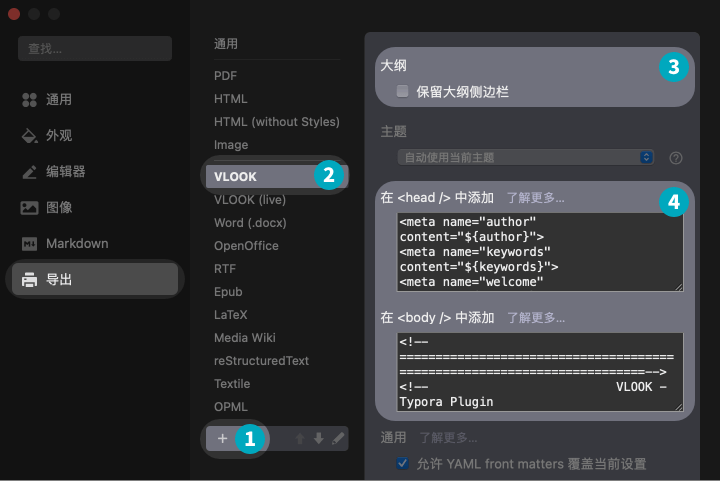 查找...
通用
外观
编辑器
图像
Markdown
导出
通用
PDF
HTML
HTML (without Styles)
Image
VLOOK
2
VLOOK (live)
Word (.docx)
OpenOffice
RTF
Epub
LaTeX
Media Wiki
reStructuredText
Textile
OPML
+
1
大纲
3
保留大纲侧边栏
主题
自动使用当前主题
?
在 <head /> 中添加 了解更多...
4
<meta name="author"
content="${author}">
<meta name="keywords"
content="${keywords}">
<meta name="welcome"
在 <body /> 中添加 了解更多...
<!--
======================================
==================================-->
<!-- VLOOK -
Typora Plugin
通用 了解更多...
允许 YAML front matters 覆盖当前设置